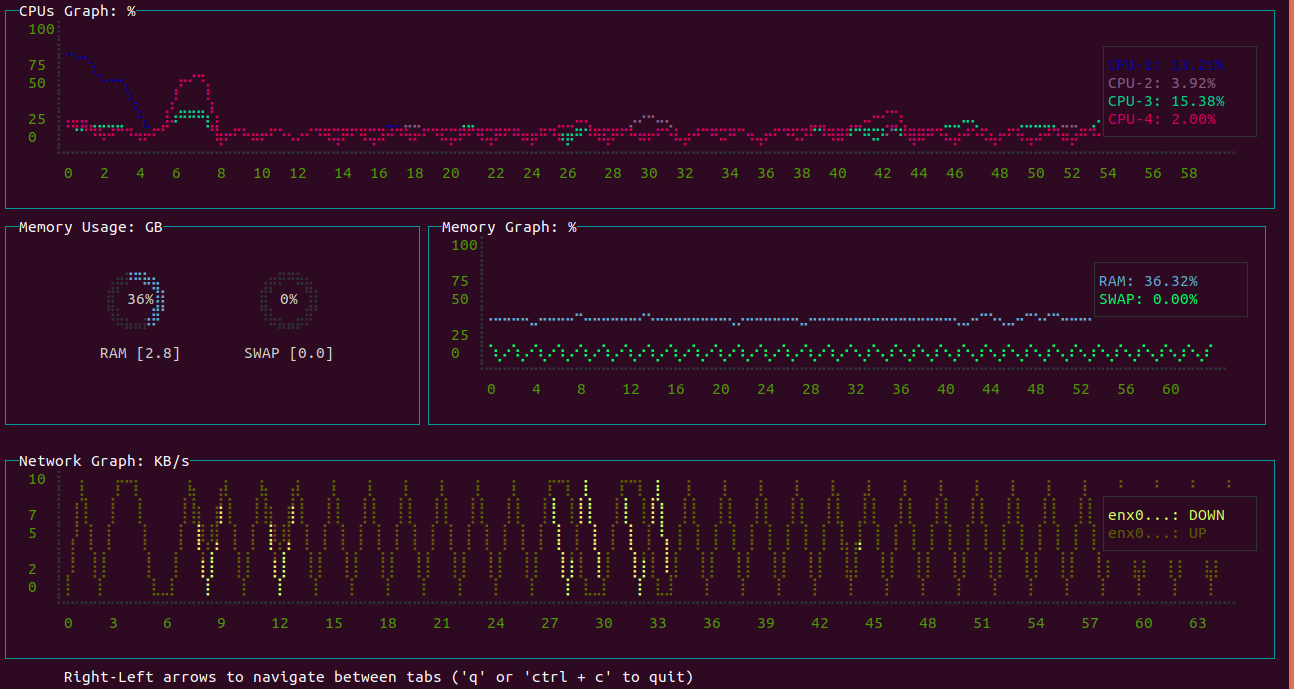 CPUs Graph: %
100
75
50
25
0
CPU-1: 13.21%
CPU-2: 3.92%
CPU-3: 15.38%
CPU-4: 2.00%
0 2 4 6 8 10 12 14 16 18 20 22 24 26 28 30 32 34 36 38 40 42 44 46 48 50 52 54 56 58
Memory Usage: GB
36%
0%
RAM [2.8]
SWAP [0.0]
Memory Graph: %
100
75
50
25
0
RAM: 36.32%
SWAP: 0.00%
0 4 8 12 16 20 24 28 32 36 40 44 48 52 56 60
Network Graph: KB/s
10
7
5
2
0
enx0...: DOWN
enx0...: UP
0 3 6 9 12 15 18 21 24 27 30 33 36 39 42 45 48 51 54 57 60 63
Right-Left arrows to navigate between tabs ('q' or 'ctrl + c' to quit)